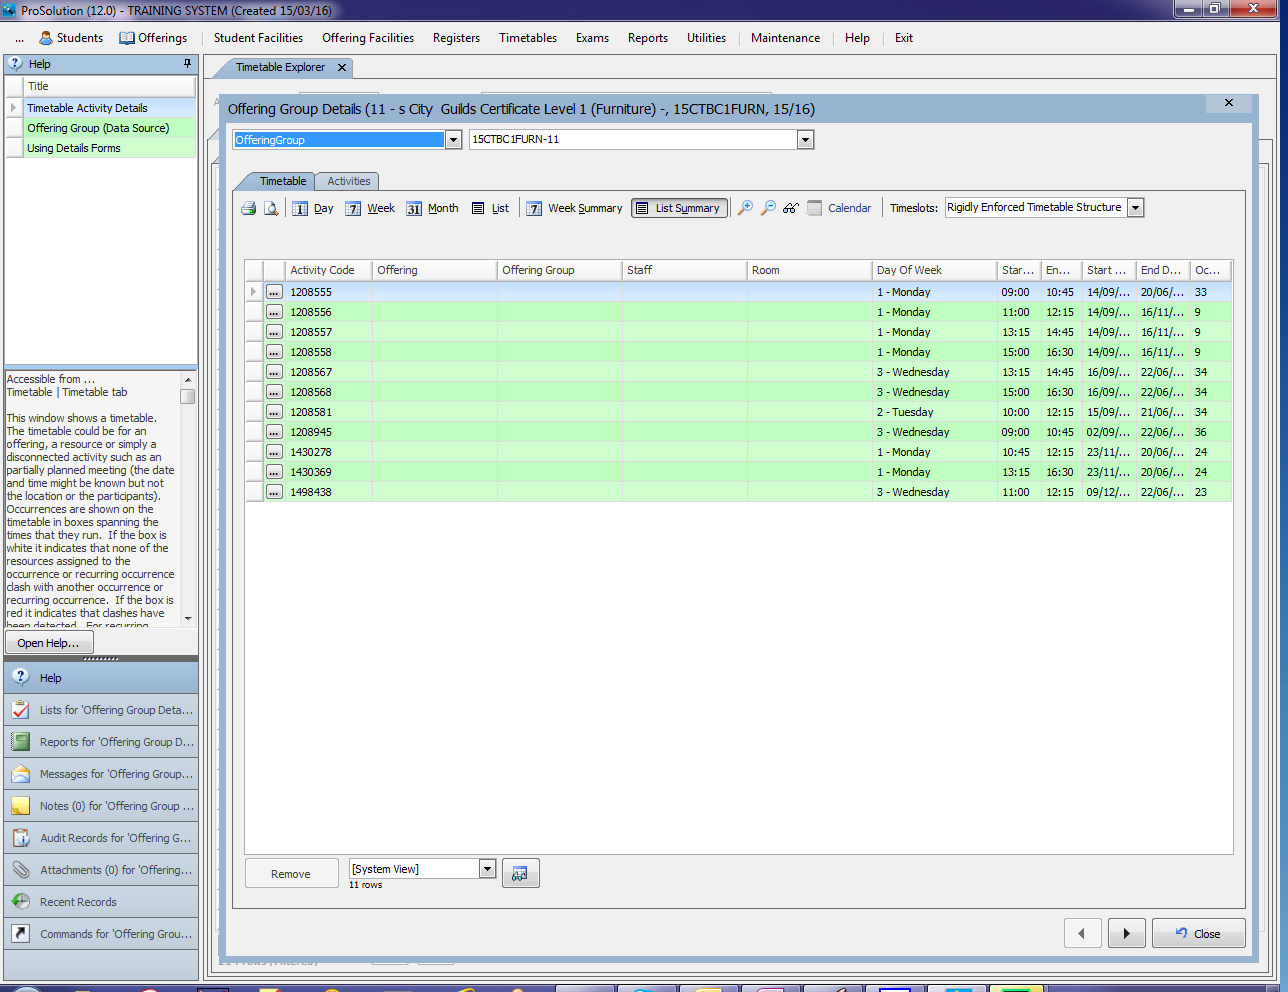 ProSolution (12.0) - TRAINING SYSTEM (Created 15/03/16)
... Students Offerings Student Facilities Offering Facilities Registers Timetables Exams Reports Utilities Maintenance Help Exit
Help
Title
Timetable Activity Details
Offering Group (Data Source)
Using Details Forms
Accessible from ...
Timetable | Timetable tab
This window shows a timetable.
The timetable could be for an
offering, a resource or simply a
disconnected activity such as an
partially planned meeting (the date
and time might be known but not
the location or the participants).
Occurrences are shown on the
timetable in boxes spanning the
times that they run. If the box is
white it indicates that none of the
resources assigned to the
occurrence or recurring occurrence
clash with another occurrence or
recurring occurrence. If the box is
red it indicates that clashes have
been detected. For recurring
Open Help...
Help
Lists for 'Offering Group Deta...
Reports for 'Offering Group D...
Messages for 'Offering Group...
Notes (0) for 'Offering Group ...
Audit Records for 'Offering G...
Attachments (0) for 'Offering...
Recent Records
Commands for 'Offering Grou...
Timetable Explorer
Offering Group Details (11 - s City Guilds Certificate Level 1 (Furniture) -, 15CTBC1FURN, 15/16)
OfferingGroup 15CTBC1FURN-11
Timetable Activities
1 Day 7 Week 31 Month List 7 Week Summary List Summary Calendar Timeslots: Rigidly Enforced Timetable Structure
Activity Code Offering Offering Group Staff Room Day Of Week Star... En... Start ... End D... Oc...
... 1208555 1 - Monday 09:00 10:45 14/09/... 20/06/... 33
... 1208556 1 - Monday 11:00 12:15 14/09/... 16/11/... 9
... 1208557 1 - Monday 13:15 14:45 14/09/... 16/11/... 9
... 1208558 1 - Monday 15:00 16:30 14/09/... 16/11/... 9
... 1208567 3 - Wednesday 13:15 14:45 16/09/... 22/06/... 34
... 1208568 3 - Wednesday 15:00 16:30 16/09/... 22/06/... 34
... 1208581 2 - Tuesday 10:00 12:15 15/09/... 21/06/... 34
... 1208945 3 - Wednesday 09:00 10:45 02/09/... 22/06/... 36
... 1430278 1 - Monday 10:45 12:15 23/11/... 20/06/... 24
... 1430369 1 - Monday 13:15 16:30 23/11/... 20/06/... 24
... 1498438 3 - Wednesday 11:00 12:15 09/12/... 22/06/... 23
Remove [System View]
11 rows
Close